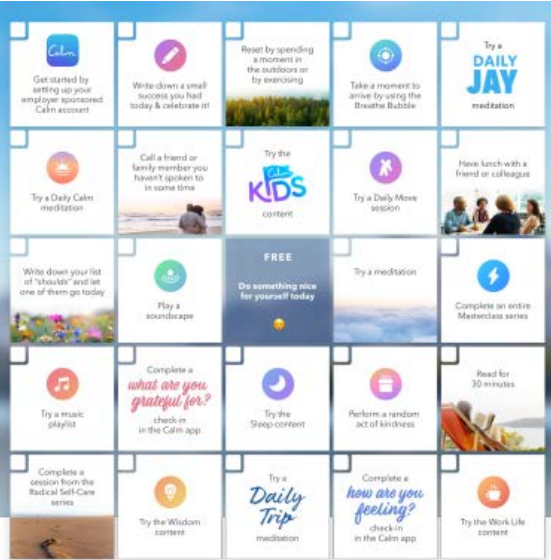 Calm
Get started by
setting up your
employer sponsored
Calm account
Write down a small
success you had
today & celebrate it!
Reset by spending
a moment in
the outdoors or
by exercising
Take a moment to
arrive by using the
Breathe Bubble
Try a
DAILY
JAY
meditation
Try a Daily Calm
meditation
Call a friend or
family member you
haven't spoken to
in some time
Try the
Calm
KIDS
content
Try a Daily Move
session
Have lunch with a
friend or colleague
Write down your list
of "shoulds" and let
one of them go today
Play a
soundscape
FREE
Do something nice
for yourself today
Try a meditation
Complete an entire
Masterclass series
Try a music
playlist
Complete a
what are you
grateful for?
check-in
in the Calm app
Try the
Sleep content
Perform a random
act of kindness
Read for
30 minutes
Complete a
session from the
Radical Self-Care
series
Try the Wisdom
content
Try a
Daily
Trip
meditation
Complete a
how are you
feeling?
check-in
in the Calm app
Try the Work Life
content